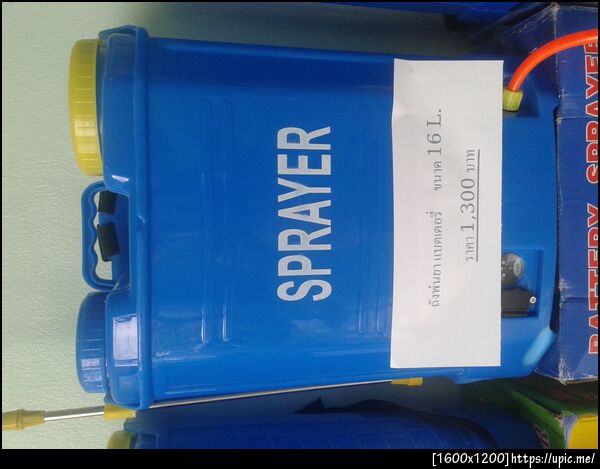 SPRAYER
ถังพ่นยา แบตเตอรี่ ขนาด 16 L.
ราคา 1,300 บาท
BATTERY SPRAYER
[1600x1200]https://upic.me/